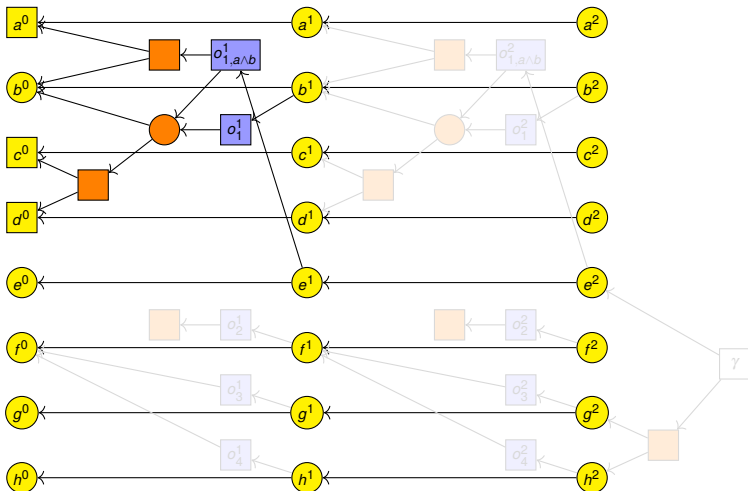 a⁰ a¹ a²
o¹₁,a∧b o²₁,a∧b
b⁰ b¹ b²
o¹₁ o²₁
c⁰ c¹ c²
d⁰ d¹ d²
e⁰ e¹ e²
o¹₂ o²₂
f⁰ f¹ f²
γ
o¹₃ o²₃
g⁰ g¹ g²
o¹₄ o²₄
h⁰ h¹ h²